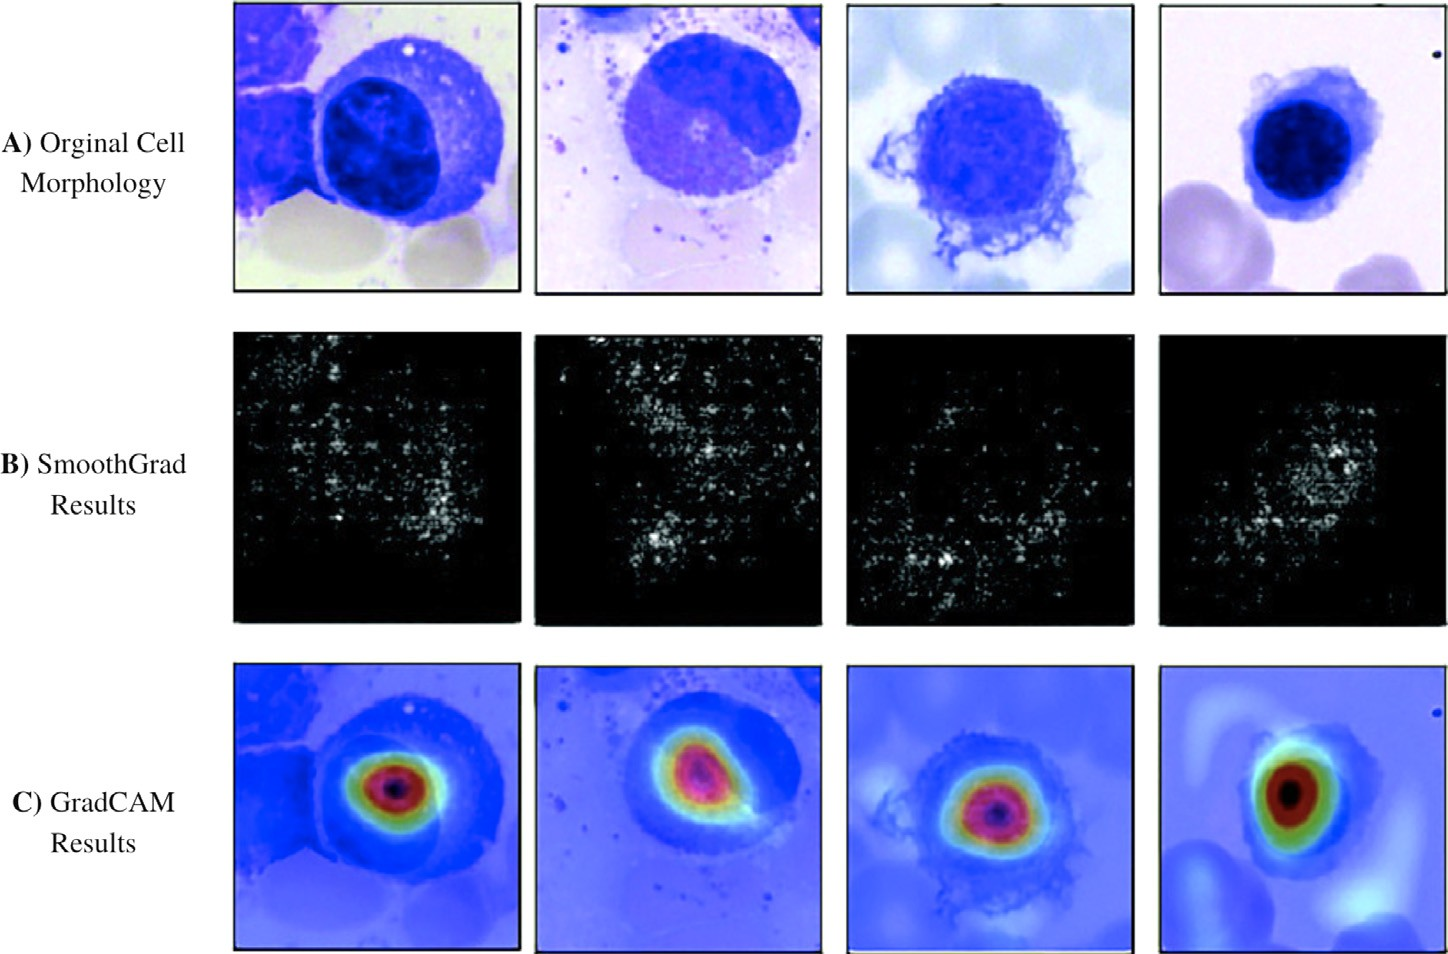 A) Orginal Cell
Morphology
B) SmoothGrad
Results
C) GradCAM
Results